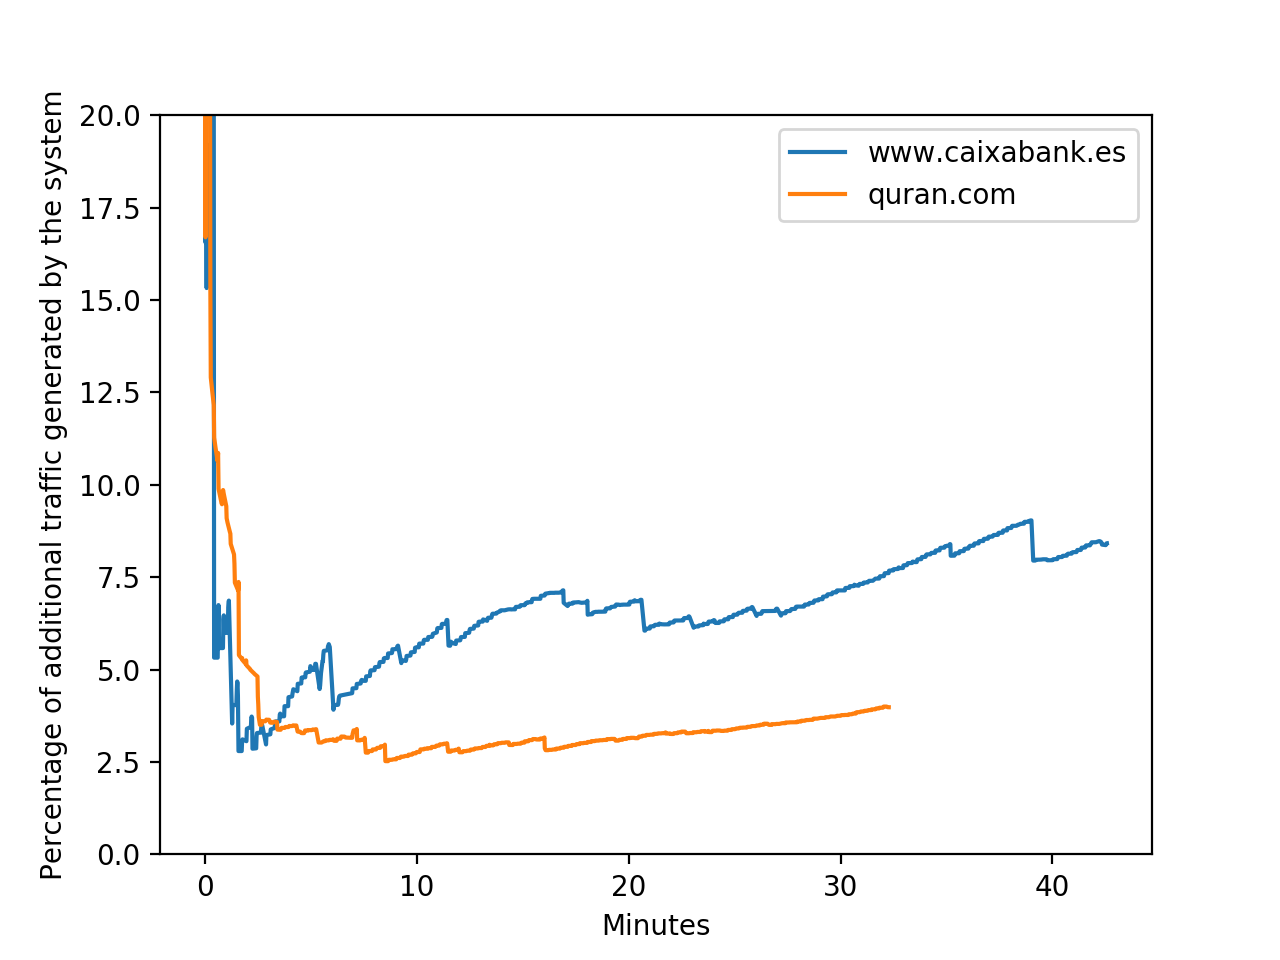 Percentage of additional traffic generated by the system
20.0
17.5
15.0
12.5
10.0
7.5
5.0
2.5
0.0
www.caixabank.es
quran.com
0 10 20 30 40
Minutes